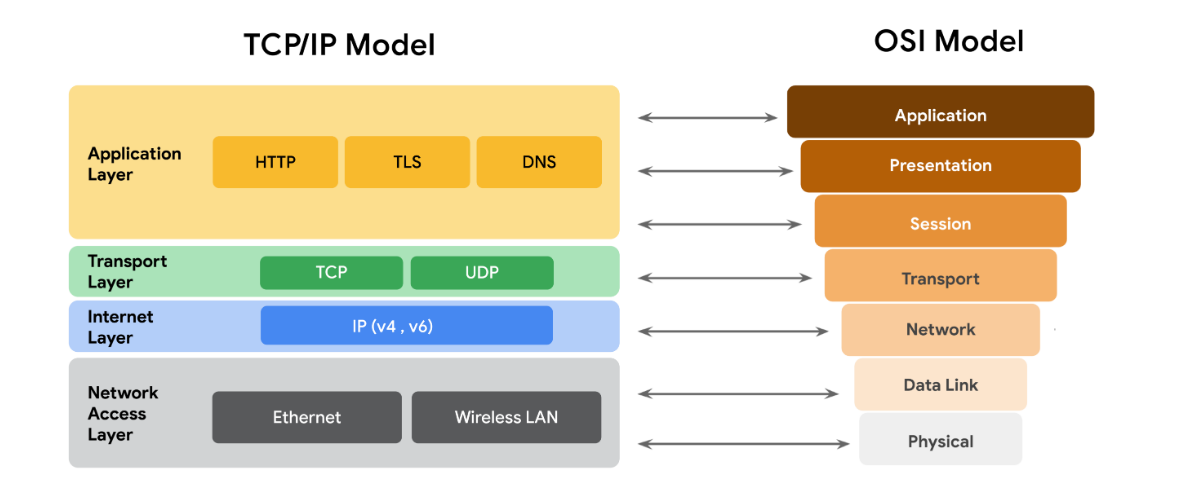 TCP/IP Model
OSI Model
Application
Layer
HTTP
TLS
DNS
Transport
Layer
TCP
UDP
Internet
Layer
IP (v4 , v6)
Network
Access
Layer
Ethernet
Wireless LAN
Application
Presentation
Session
Transport
Network
Data Link
Physical